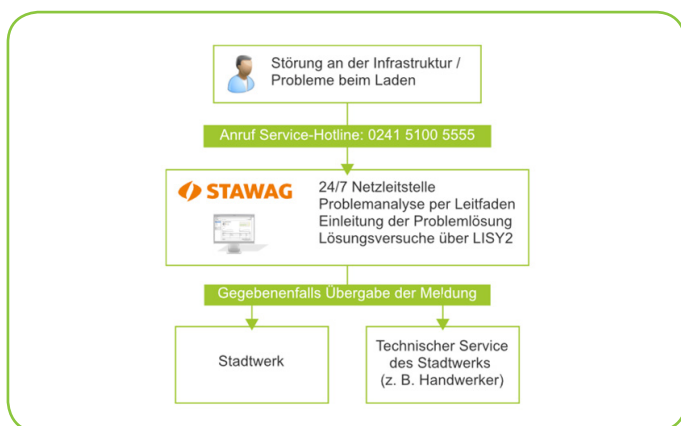 Störung an der Infrastruktur /
Probleme beim Laden
Anruf Service-Hotline: 0241 5100 5555
STAWAG
24/7 Netzleitstelle
Problemanalyse per Leitfaden
Einleitung der Problemlösung
Lösungsversuche über LISY2
Gegebenenfalls Übergabe der Meldung
Stadtwerk
Technischer Service
des Stadtwerks
(z. B. Handwerker)